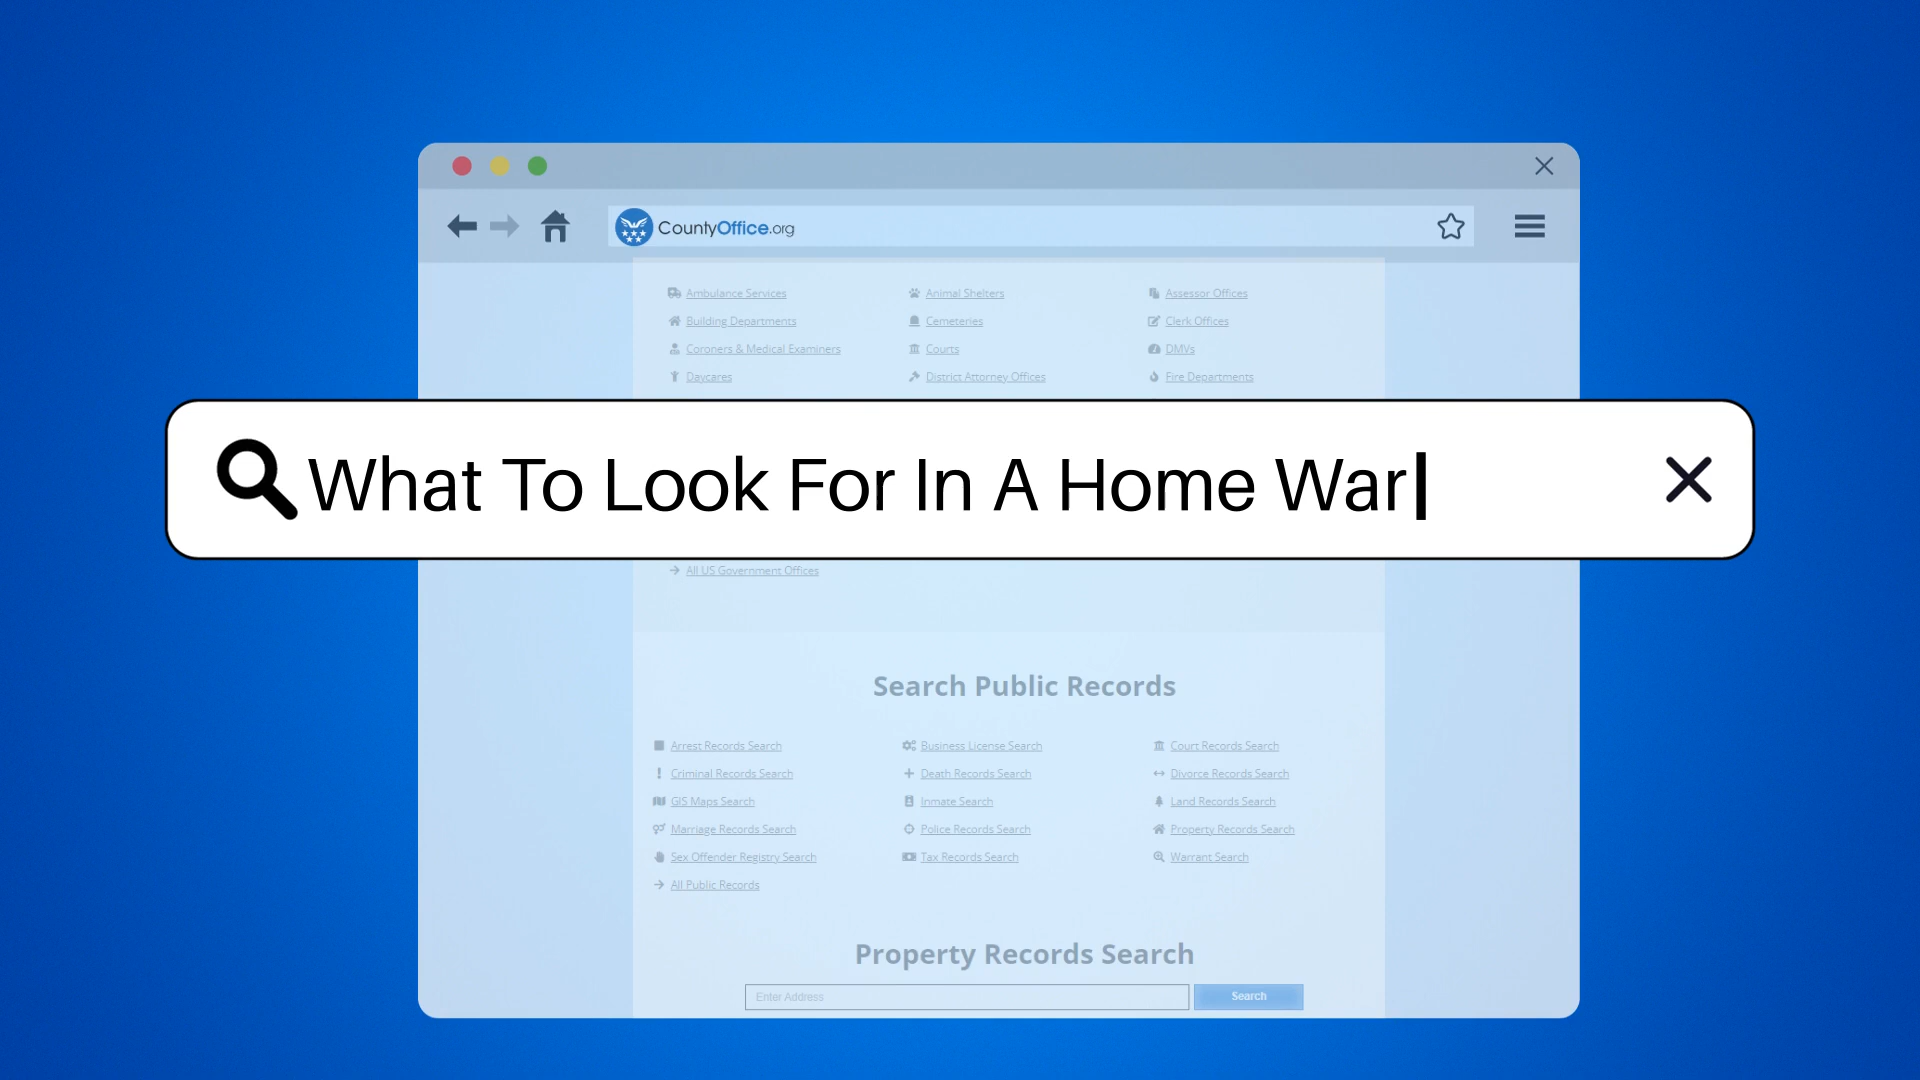 CountyOffice.org
Ambulance Services Animal Shelters Assessor Offices
Building Departments Cemeteries Clerk Offices
Coroners & Medical Examiners Courts DMVs
Daycares District Attorney Offices Fire Departments
What To Look For In A Home War
All US Government Offices
Search Public Records
Arrest Records Search Business License Search Court Records Search
Criminal Records Search Death Records Search Divorce Records Search
GIS Maps Search Inmate Search Land Records Search
Marriage Records Search Police Records Search Property Records Search
Sex Offender Registry Search Tax Records Search Warrant Search
All Public Records
Property Records Search
Enter Address Search